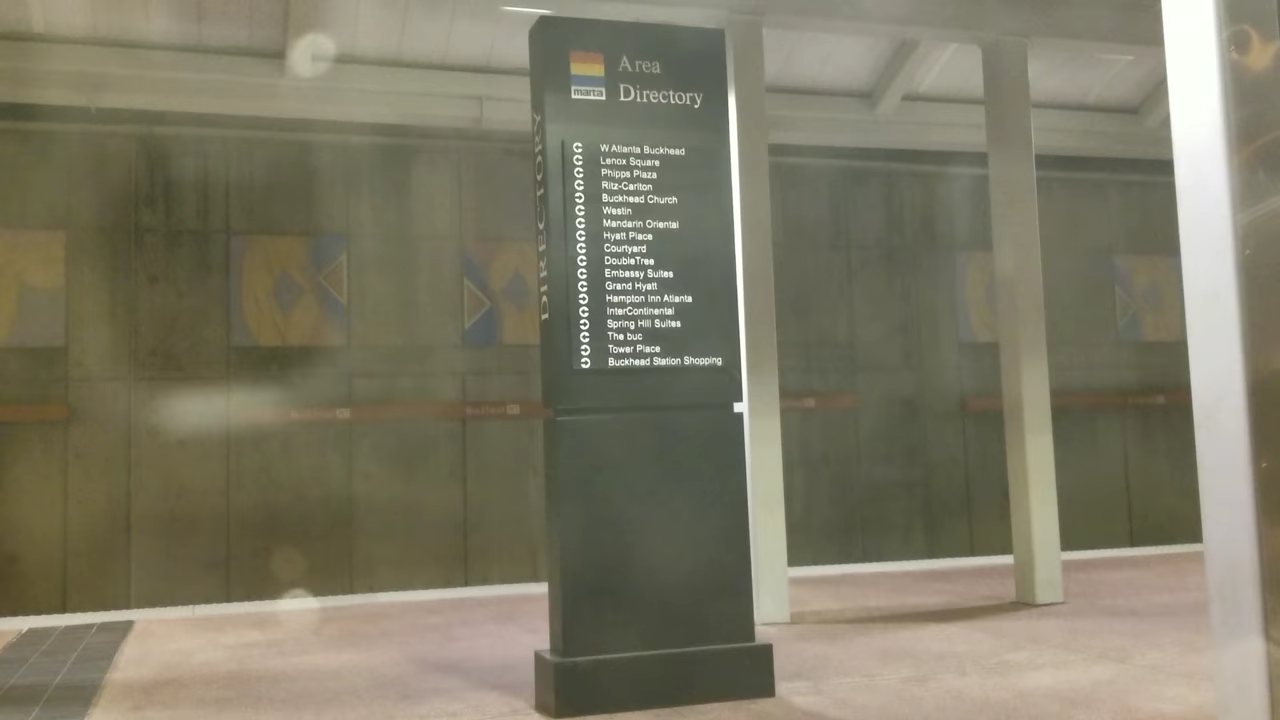 marta
Area
Directory
DIRECTORY
W Atlanta Buckhead
Lenox Square
Phipps Plaza
Ritz-Carlton
Buckhead Church
Westin
Mandarin Oriental
Hyatt Place
Courtyard
DoubleTree
Embassy Suites
Grand Hyatt
Hampton Inn Atlanta
InterContinental
Spring Hill Suites
The buc
Tower Place
Buckhead Station Shopping